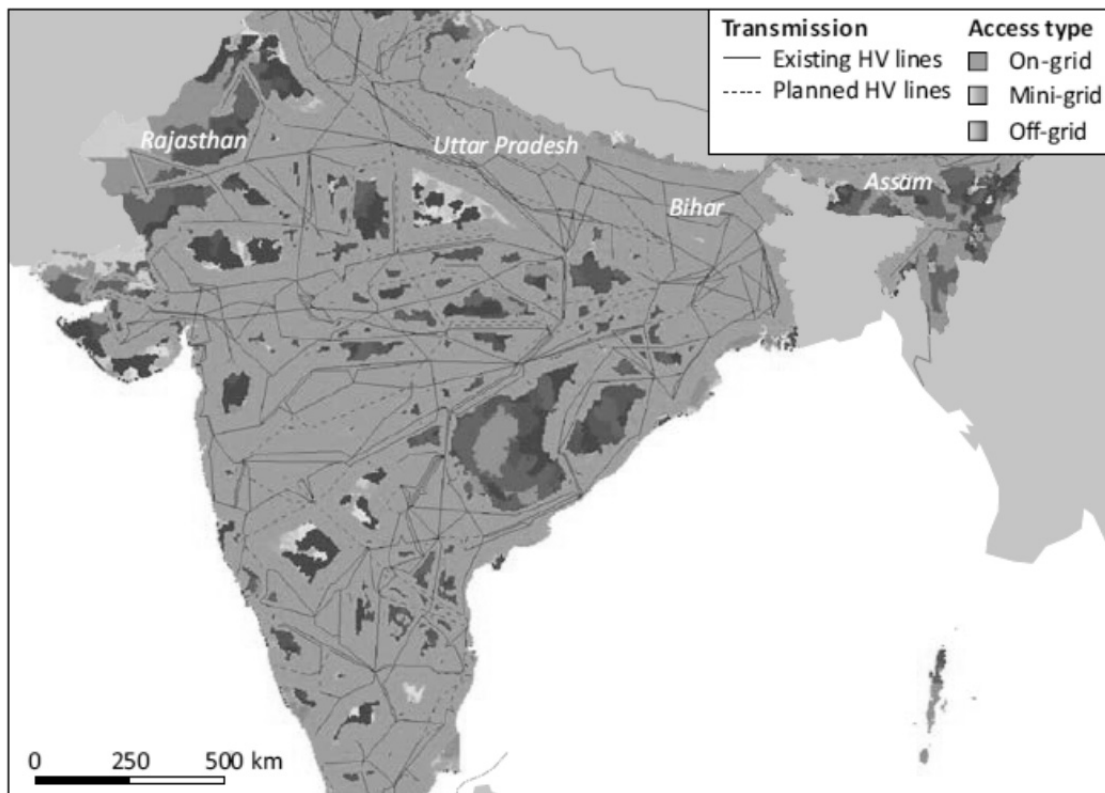 Transmission
Existing HV lines
Planned HV lines
Access type
On-grid
Mini-grid
Off-grid
Rajasthan
Uttar Pradesh
Bihar
Assam
0 250 500 km